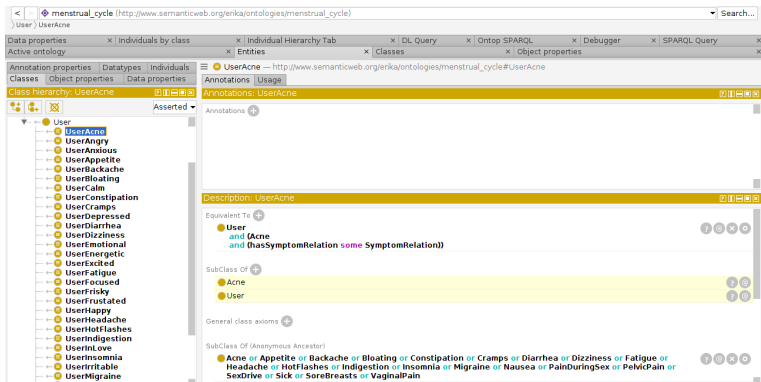 < > menstrual_cycle (http://www.semanticweb.org/erika/ontologies/menstrual_cycle) Search...
User UserAcne
Data properties × Individuals by class × Individual Hierarchy Tab × DL Query × Ontop SPARQL × Debugger × SPARQL Query ×
Active ontology × Entities × Classes × Object properties ×
Annotation properties Datatypes Individuals
Classes Object properties Data properties
Class hierarchy: UserAcne
Asserted
User
UserAcne
UserAngry
UserAnxious
UserAppetite
UserBackache
UserBloating
UserCalm
UserConstipation
UserCramps
UserDepressed
UserDiarrhea
UserDizziness
UserEmotional
UserEnergetic
UserExcited
UserFatigue
UserFocused
UserFrisky
UserFrustated
UserHappy
UserHeadache
UserHotFlashes
UserIndigestion
UserInLove
UserInsomnia
UserIrritable
UserMigraine
UserAcne — http://www.semanticweb.org/erika/ontologies/menstrual_cycle#UserAcne
Annotations Usage
Annotations: UserAcne
Annotations
Description: UserAcne
Equivalent To
User
and (Acne
and (hasSymptomRelation some SymptomRelation))
SubClass Of
Acne
User
General class axioms
SubClass Of (Anonymous Ancestor)
Acne or Appetite or Backache or Bloating or Constipation or Cramps or Diarrhea or Dizziness or Fatigue or
Headache or HotFlashes or Indigestion or Insomnia or Migraine or Nausea or PainDuringSex or PelvicPain or
SexDrive or Sick or SoreBreasts or VaginalPain